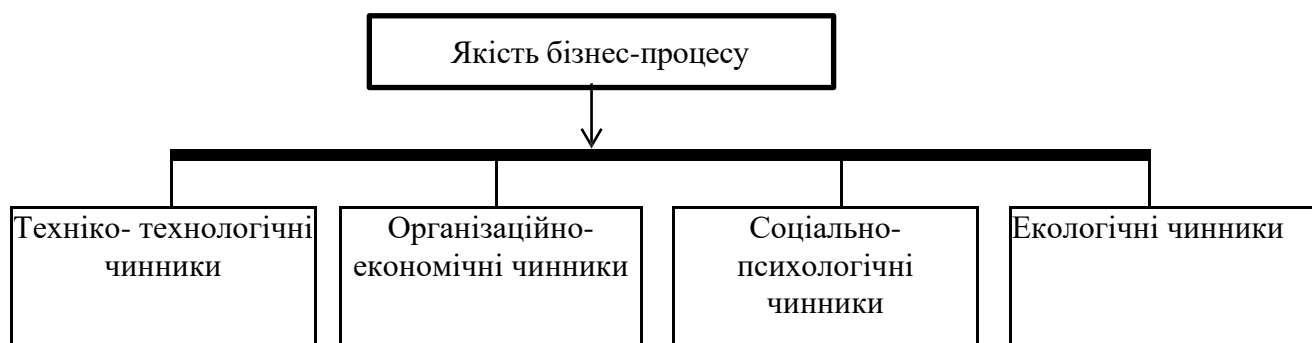 Якість бізнес-процесу
Техніко- технологічні
чинники
Організаційно-
економічні чинники
Соціально-
психологічні
чинники
Екологічні чинники